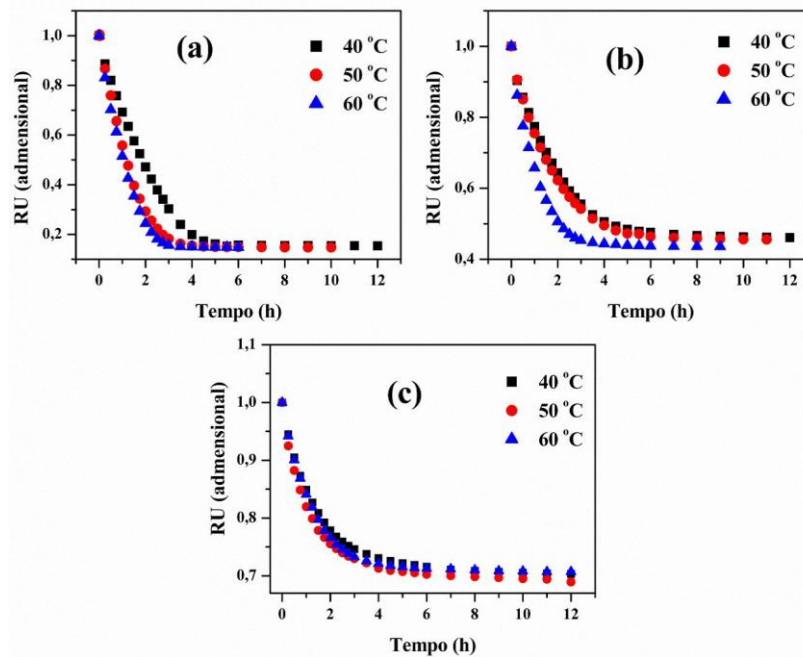 (a)
40 °C
50 °C
60 °C
RU (admensional)
1,0
0,8
0,6
0,4
0,2
0 2 4 6 8 10 12
Tempo (h)
(b)
40 °C
50 °C
60 °C
RU (admensional)
1,0
0,8
0,6
0,4
0 2 4 6 8 10 12
Tempo (h)
1,1
(c)
40 °C
50 °C
60 °C
RU (admensional)
1,0
0,9
0,8
0,7
0 2 4 6 8 10 12
Tempo (h)